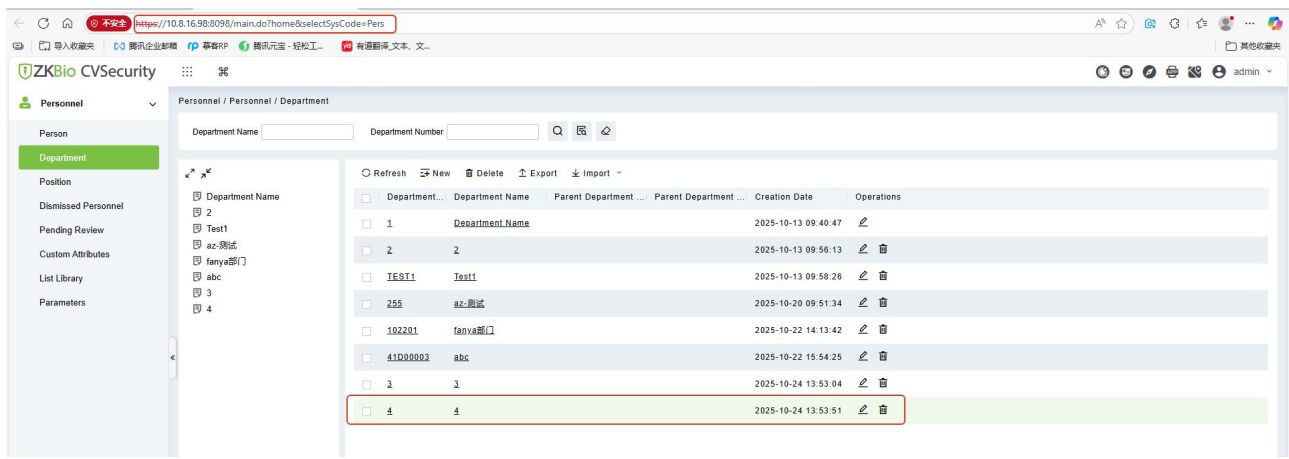 不安全 https://10.8.16.98:8098/main.do?home&selectSysCode=Pers
导入收藏夹 腾讯企业邮箱 摹客RP 腾讯元宝 - 轻松工... 有道翻译_文本、文... 其他收藏夹
ZKBio CVSecurity admin
Personnel
Personnel / Personnel / Department
Person
Department
Position
Dismissed Personnel
Pending Review
Custom Attributes
List Library
Parameters
Department Name Department Number
Department Name
2
Test1
az-测试
fanya部门
abc
3
4
Refresh New Delete Export Import
Department... Department Name Parent Department ... Parent Department ... Creation Date Operations
1 Department Name 2025-10-13 09:40:47
2 2 2025-10-13 09:56:13
TEST1 Test1 2025-10-13 09:58:26
255 az-测试 2025-10-20 09:51:34
102201 fanya部门 2025-10-22 14:13:42
41D00003 abc 2025-10-22 15:54:25
3 3 2025-10-24 13:53:04
4 4 2025-10-24 13:53:51